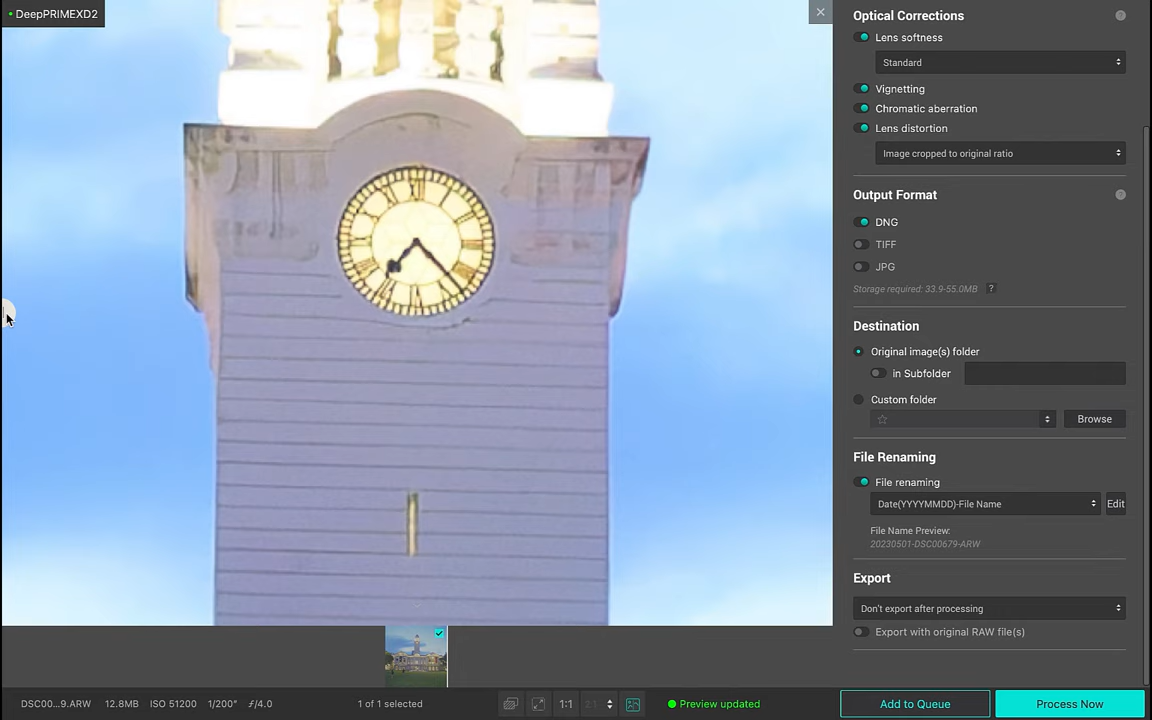 DeepPRIMEXD2
Optical Corrections
Lens softness
Standard
Vignetting
Chromatic aberration
Lens distortion
Image cropped to original ratio
Output Format
DNG
TIFF
JPG
Storage required: 33.9-55.0MB ?
Destination
Original image(s) folder
in Subfolder
Custom folder
Browse
File Renaming
File renaming
Date(YYYYMMDD)-File Name Edit
File Name Preview:
20230501-DSC00679-ARW
Export
Don't export after processing
Export with original RAW file(s)
DSC00...9.ARW 12.8MB ISO 51200 1/200" ƒ/4.0 1 of 1 selected 1:1 2:1 Preview updated Add to Queue Process Now